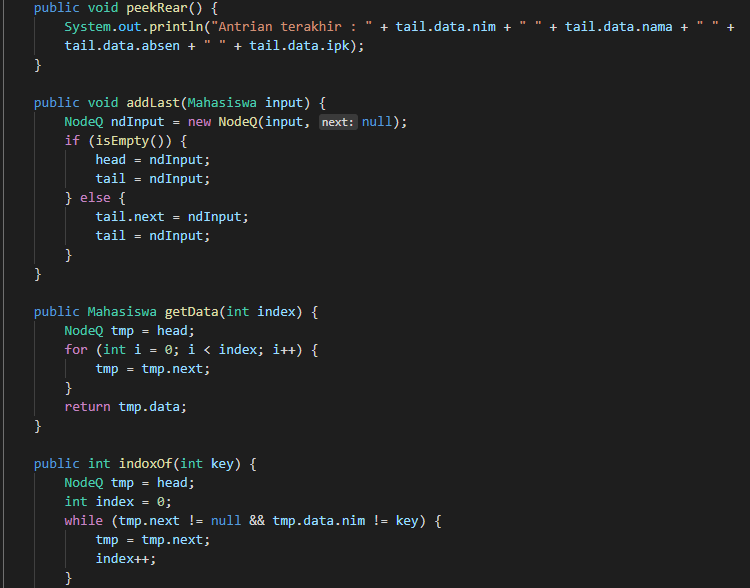 public void peekRear() {
System.out.println("Antrian terakhir : " + tail.data.nim + " " + tail.data.nama + " " +
tail.data.absen + " " + tail.data.ipk);
}
public void addLast(Mahasiswa input) {
NodeQ ndInput = new NodeQ(input, next: null);
if (isEmpty()) {
head = ndInput;
tail = ndInput;
} else {
tail.next = ndInput;
tail = ndInput;
}
}
public Mahasiswa getData(int index) {
NodeQ tmp = head;
for (int i = 0; i < index; i++) {
tmp = tmp.next;
}
return tmp.data;
}
public int indoxOf(int key) {
NodeQ tmp = head;
int index = 0;
while (tmp.next != null && tmp.data.nim != key) {
tmp = tmp.next;
index++;
}